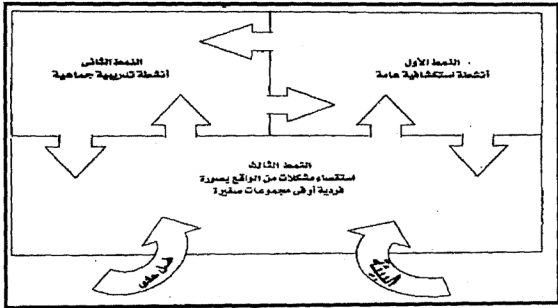 النمط الأول
أنشطة استكشافية عامة
النمط الثانى
أنشطة تدريبية جماعية
النمط الثالث
استقصاء مشكلات من الواقع بصورة
فردية أو فى مجموعات صغيرة
البيئة